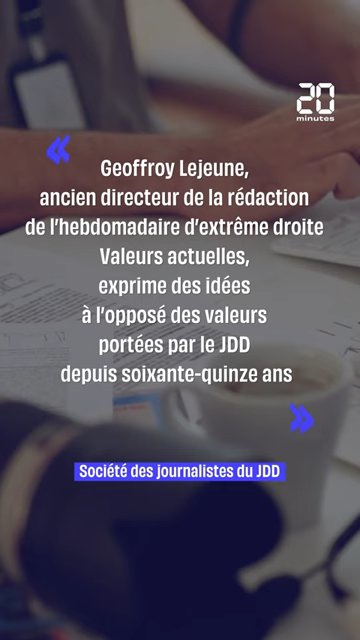 20
minutes
«
Geoffroy Lejeune,
ancien directeur de la rédaction
de l'hebdomadaire d'extrême droite
Valeurs actuelles,
exprime des idées
à l'opposé des valeurs
portées par le JDD
depuis soixante-quinze ans
»
Société des journalistes du JDD